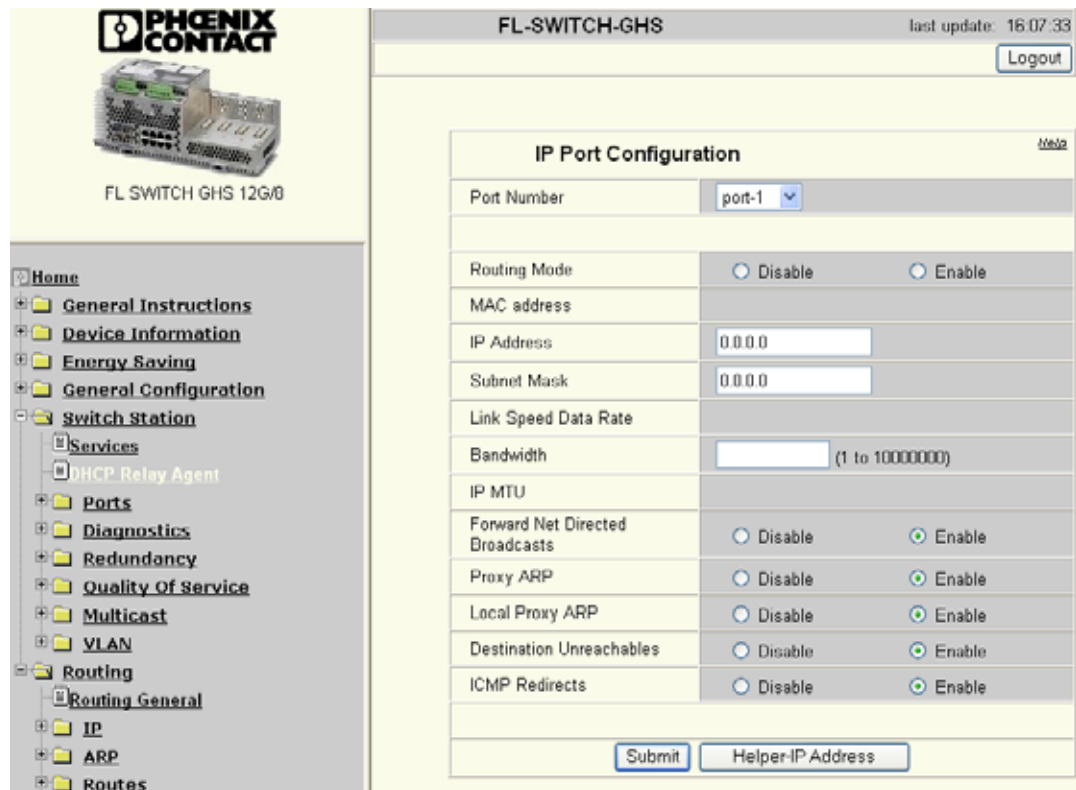 PHŒNIX
CONTACT
FL SWITCH GHS 12G/8
Home
General Instructions
Device Information
Energy Saving
General Configuration
Switch Station
Services
DHCP Relay Agent
Ports
Diagnostics
Redundancy
Quality Of Service
Multicast
VLAN
Routing
Routing General
IP
ARP
Routes
FL-SWITCH-GHS last update: 16:07:33
Logout
IP Port Configuration Help
Port Number port-1
Routing Mode Disable Enable
MAC address
IP Address 0.0.0.0
Subnet Mask 0.0.0.0
Link Speed Data Rate
Bandwidth (1 to 10000000)
IP MTU
Forward Net Directed
Broadcasts Disable Enable
Proxy ARP Disable Enable
Local Proxy ARP Disable Enable
Destination Unreachables Disable Enable
ICMP Redirects Disable Enable
Submit Helper-IP Address